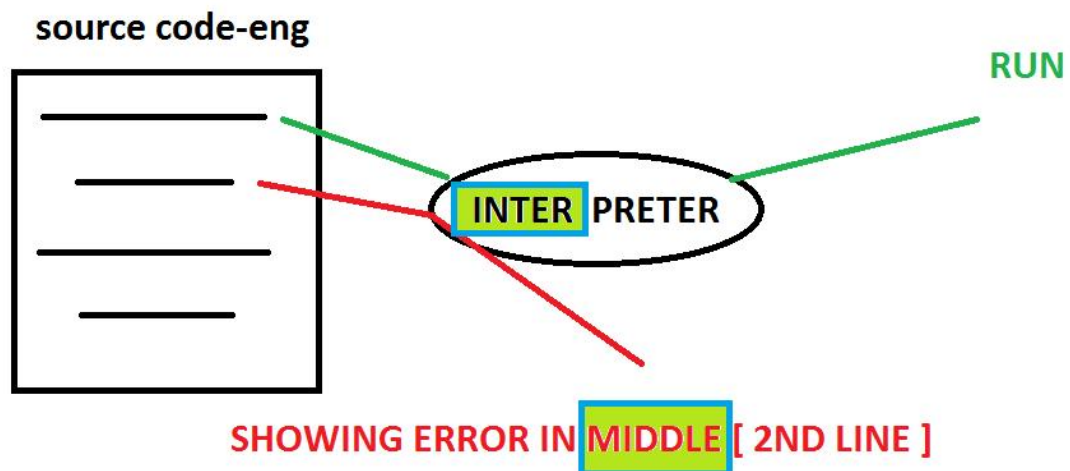 source code-eng
RUN
INTER PRETER
SHOWING ERROR IN MIDDLE [ 2ND LINE ]